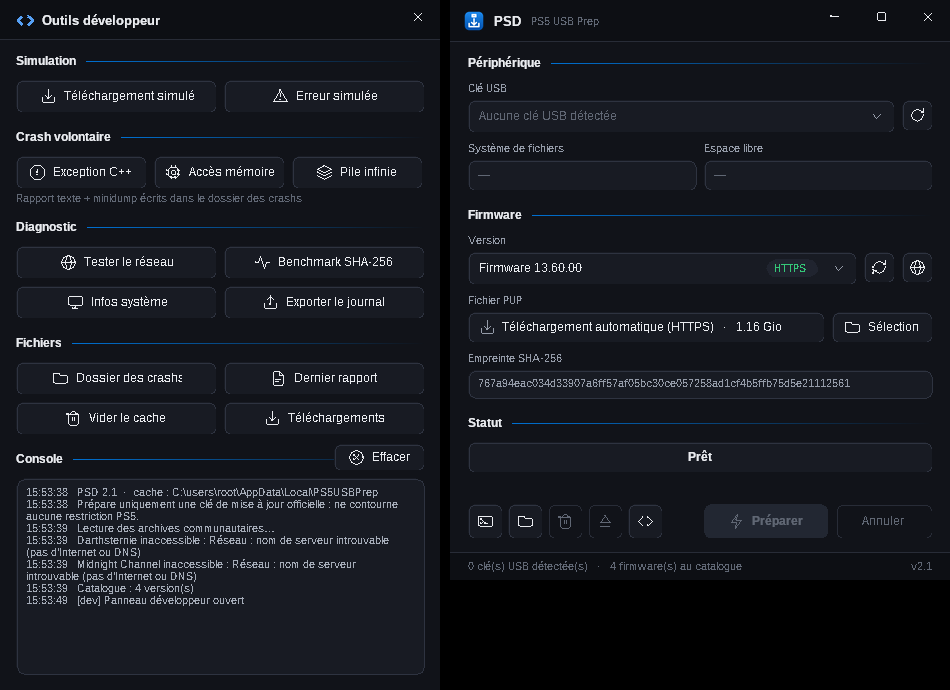 Outils développeur
Simulation
Téléchargement simulé
Erreur simulée
Crash volontaire
Exception C++
Accès mémoire
Pile infinie
Rapport texte + minidump écrits dans le dossier des crashs
Diagnostic
Tester le réseau
Benchmark SHA-256
Infos système
Exporter le journal
Fichiers
Dossier des crashs
Dernier rapport
Vider le cache
Téléchargements
Console
Effacer
15:53:38 PSD 2.1 · cache : C:\users\root\AppData\Local\PS5USBPrep
15:53:38 Prépare uniquement une clé de mise à jour officielle : ne contourne
aucune restriction PS5.
15:53:39 Lecture des archives communautaires...
15:53:39 Darthsternie inaccessible : Réseau : nom de serveur introuvable
(pas d'Internet ou DNS)
15:53:39 Midnight Channel inaccessible : Réseau : nom de serveur
introuvable (pas d'Internet ou DNS)
15:53:39 Catalogue : 4 version(s)
15:53:49 [dev] Panneau développeur ouvert
PSD PS5 USB Prep
Périphérique
Clé USB
Aucune clé USB détectée
Système de fichiers
Espace libre
—
—
Firmware
Version
Firmware 13.60.00 HTTPS
Fichier PUP
Téléchargement automatique (HTTPS) · 1.16 Gio
Sélection
Empreinte SHA-256
767a94eac034d33907a6ff57af05bc30ce057258ad1cf4b5ffb75d5e21112561
Statut
Prêt
Préparer
Annuler
0 clé(s) USB détectée(s) · 4 firmware(s) au catalogue
v2.1